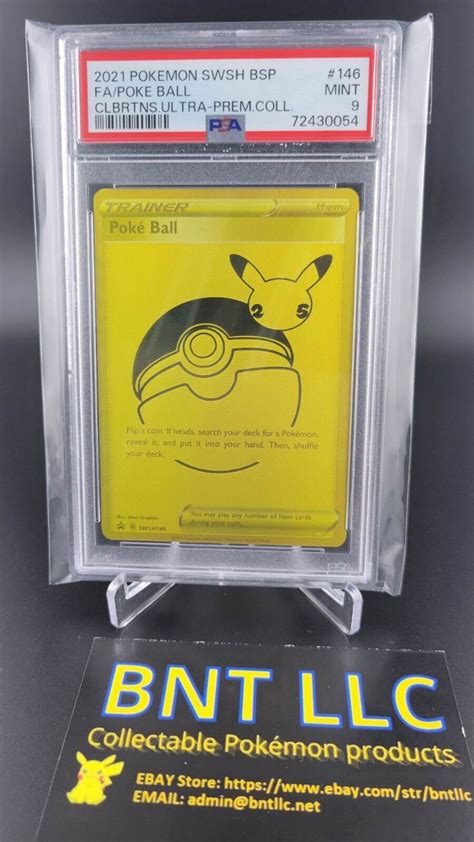 2021 POKEMON SWSH BSP #146
FA/POKE BALL MINT
CLBRTNS.ULTRA-PREM.COLL. 9
PSA 72430054
TRAINER Item
Poké Ball
25
Flip a coin. If heads, search your deck for a Pokémon,
reveal it, and put it into your hand. Then, shuffle
your deck.
You may play any number of Item cards
during your turn.
SWSH146
BNT LLC
Collectable Pokémon products
EBAY Store: https://www.ebay.com/str/bntllc
EMAIL: admin@bntllc.net